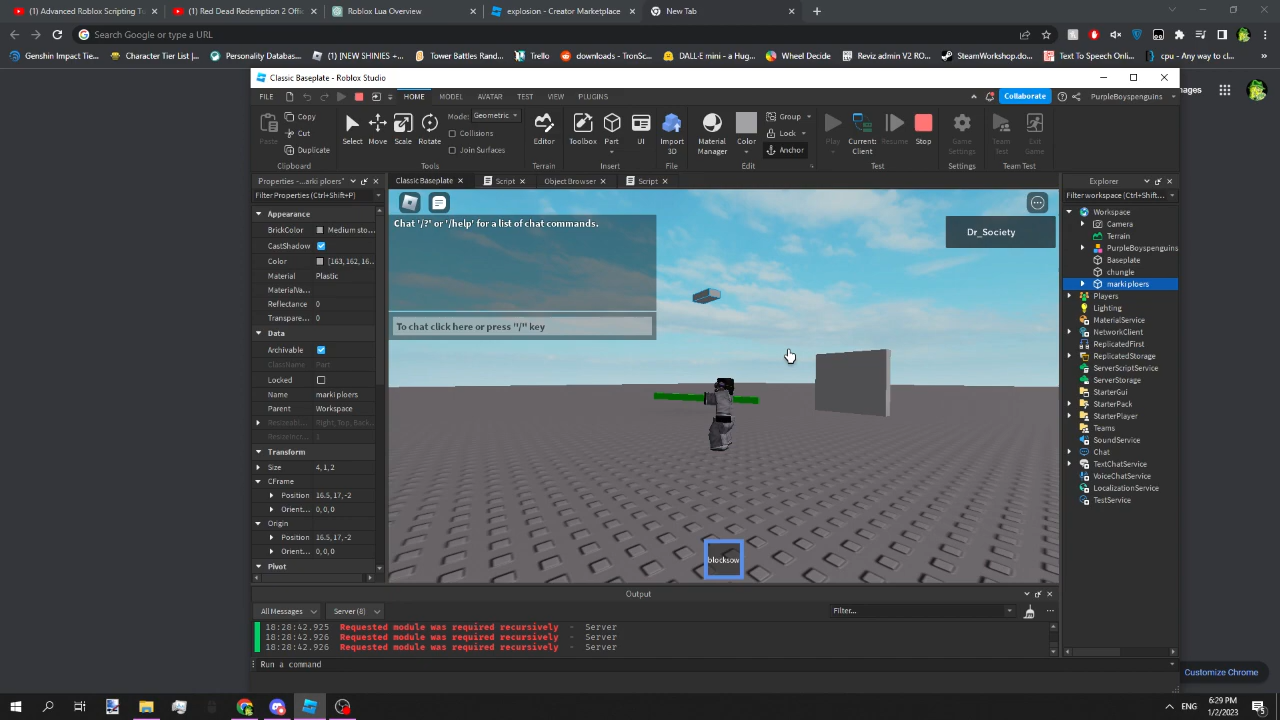 (1) Advanced Roblox Scripting Tu
(1) Red Dead Redemption 2 Offi
Roblox Lua Overview
explosion - Creator Marketplace
New Tab
Search Google or type a URL
Genshin Impact
Character Tier List |
Personality Database
[NEW SHINIES +...
Tower Battles Rand
Trello
downloads - TronScr
DALL·E mini - a Hug
Wheel Decide
Reviz admin V2 RO
SteamWorkshop.do
Text To Speech Onli
cpu - Any way to cl
Classic Baseplate - Roblox Studio
FILE
HOME
MODEL
AVATAR
TEST
VIEW
PLUGINS
Collaborate
PurpleBoyspenguins
ages
Paste
Copy
Cut
Duplicate
Clipboard
Select
Move
Scale
Rotate
Mode: Geometric
Collisions
Join Surfaces
Tools
Editor
Terrain
Toolbox
Part
UI
Insert
Import
3D
File
Material
Manager
Color
Group
Lock
Anchor
Edit
Play
Current:
Client
Resume
Stop
Test
Game
Settings
Settings
Team
Test
Exit
Game
Team Test
Properties -...arki ploers"
Classic Baseplate
Script
Object Browser
Script
Explorer
Filter Properties (Ctrl+Shift+P)
Filter workspace (Ctrl+Shift...
Appearance
BrickColor Medium sto...
CastShadow
Color [163, 162, 16...
Material Plastic
MaterialVa...
Reflectance 0
Transpare... 0
Data
Archivable
ClassName Part
Locked
Name marki ploers
Parent Workspace
Resizeabl... Right, Top, Back...
ResizeIncr... 1
Transform
Size 4, 1, 2
CFrame
Position 16.5, 17, -2
Orient... 0, 0, 0
Origin
Position 16.5, 17, -2
Orient... 0, 0, 0
Pivot
Chat '/?' or '/help' for a list of chat commands.
To chat click here or press "/" key
Dr_Society
blocksow
Workspace
Camera
Terrain
PurpleBoyspenguins
Baseplate
chungle
marki ploers
Players
Lighting
MaterialService
NetworkClient
ReplicatedFirst
ReplicatedStorage
ServerScriptService
ServerStorage
StarterGui
StarterPack
StarterPlayer
Teams
SoundService
Chat
TextChatService
VoiceChatService
LocalizationService
TestService
Output
All Messages
Server (8)
Filter...
18:28:42.925 Requested module was required recursively - Server
18:28:42.926 Requested module was required recursively - Server
18:28:42.926 Requested module was required recursively - Server
Run a command
Customize Chrome
ENG
6:29 PM
1/2/2023